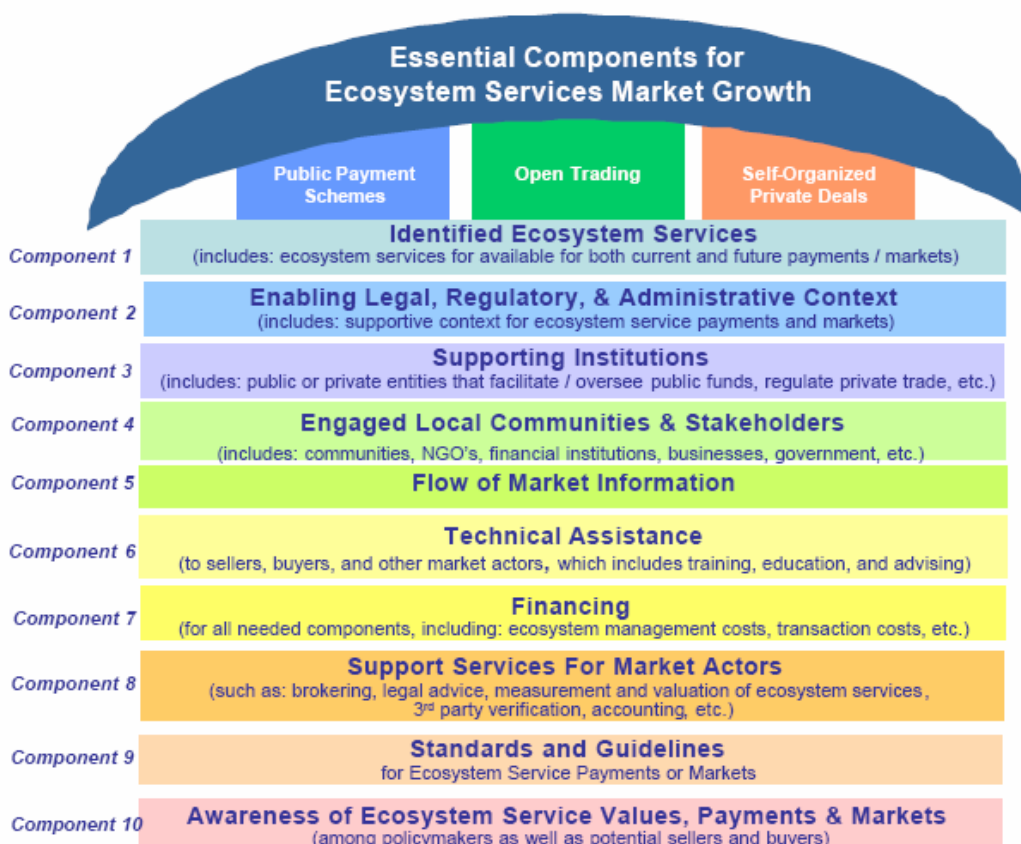 Essential Components for
Ecosystem Services Market Growth
Public Payment
Schemes
Open Trading
Self-Organized
Private Deals
Component 1
Identified Ecosystem Services
(includes: ecosystem services for available for both current and future payments / markets)
Component 2
Enabling Legal, Regulatory, & Administrative Context
(includes: supportive context for ecosystem service payments and markets)
Component 3
Supporting Institutions
(includes: public or private entities that facilitate / oversee public funds, regulate private trade, etc.)
Component 4
Engaged Local Communities & Stakeholders
(includes: communities, NGO's, financial institutions, businesses, government, etc.)
Component 5
Flow of Market Information
Component 6
Technical Assistance
(to sellers, buyers, and other market actors, which includes training, education, and advising)
Component 7
Financing
(for all needed components, including: ecosystem management costs, transaction costs, etc.)
Component 8
Support Services For Market Actors
(such as: brokering, legal advice, measurement and valuation of ecosystem services,
3rd party verification, accounting, etc.)
Component 9
Standards and Guidelines
for Ecosystem Service Payments or Markets
Component 10
Awareness of Ecosystem Service Values, Payments & Markets
(among policymakers as well as potential sellers and buyers)